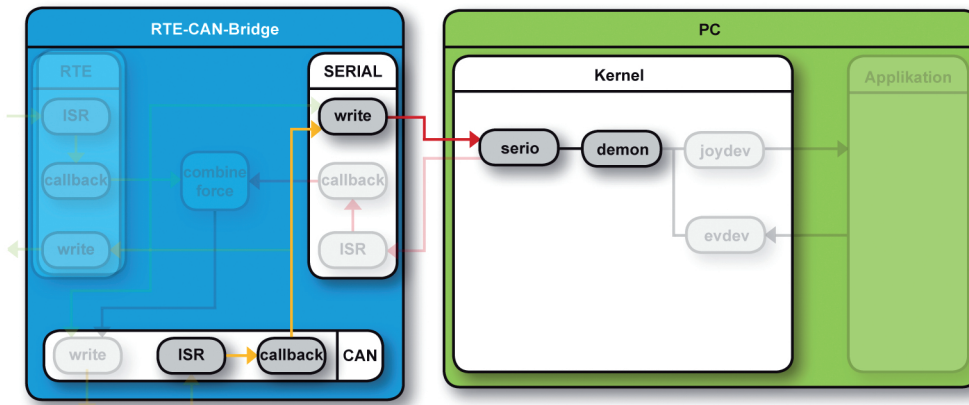 RTE-CAN-Bridge
RTE
ISR
callback
write
combine
force
SERIAL
write
callback
ISR
write
ISR
callback
CAN
PC
Kernel
serio
demon
joydev
evdev
Applikation